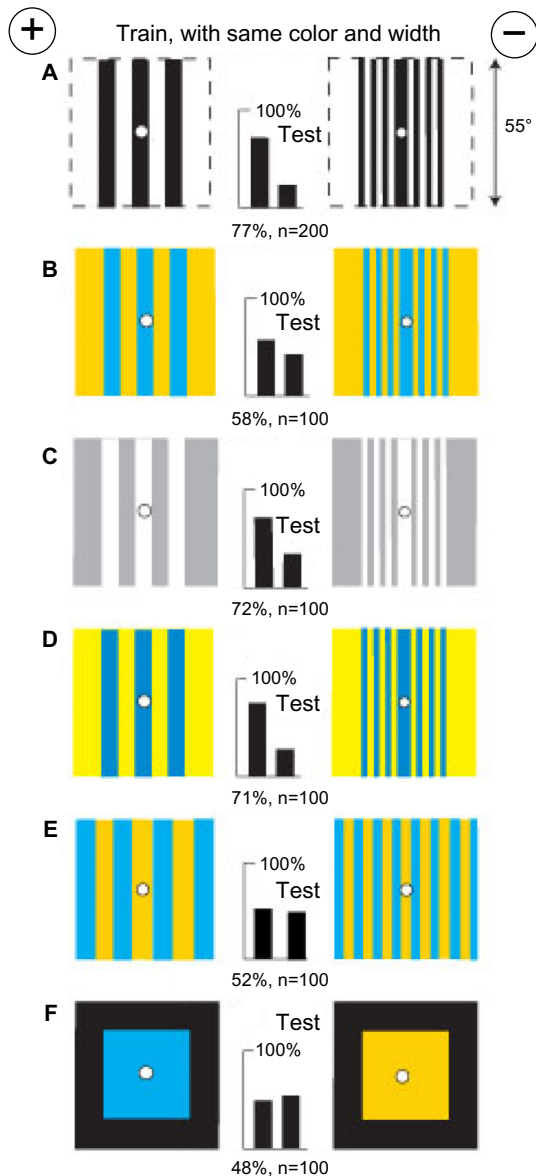 + Train, with same color and width −
A
100%
Test
55°
77%, n=200
B
100%
Test
58%, n=100
C
100%
Test
72%, n=100
D
100%
Test
71%, n=100
E
100%
Test
52%, n=100
F
Test
100%
48%, n=100